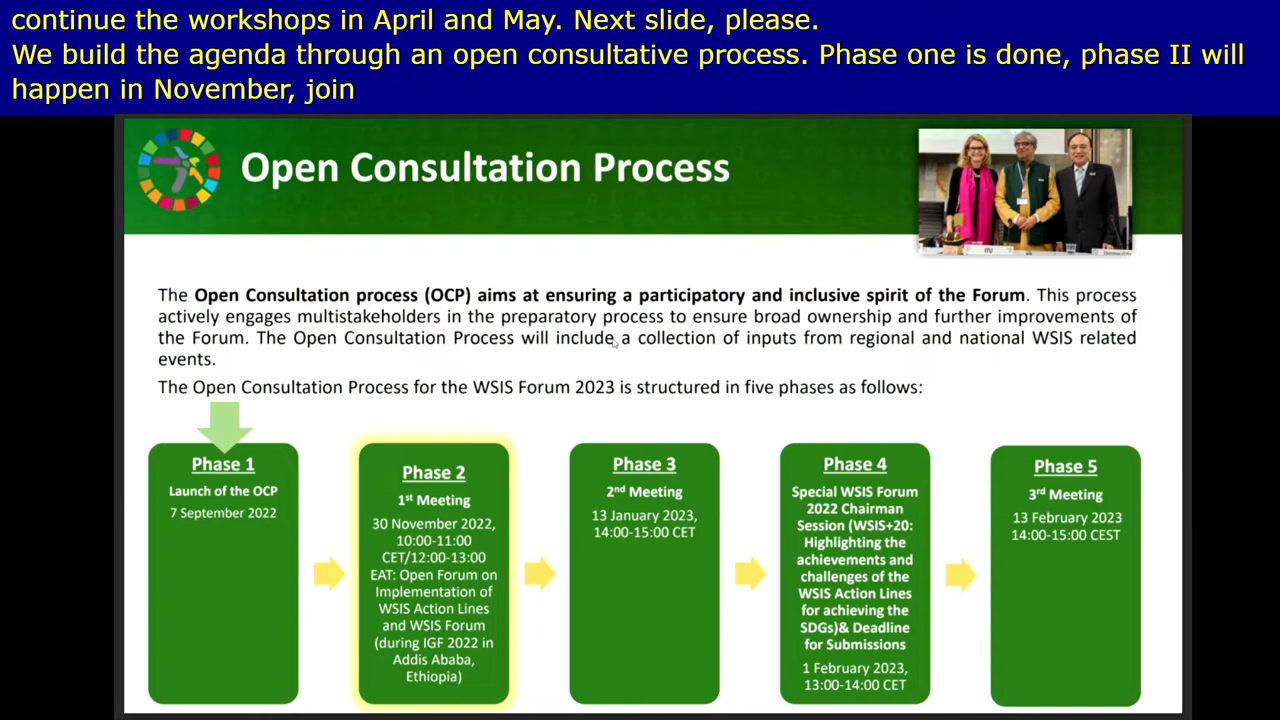 continue the workshops in April and May. Next slide, please.
We build the agenda through an open consultative process. Phase one is done, phase II will
happen in November, join
Open Consultation Process
ITU
The Open Consultation process (OCP) aims at ensuring a participatory and inclusive spirit of the Forum. This process
actively engages multistakeholders in the preparatory process to ensure broad ownership and further improvements of
the Forum. The Open Consultation Process will include a collection of inputs from regional and national WSIS related
events.
The Open Consultation Process for the WSIS Forum 2023 is structured in five phases as follows:
Phase 1
Launch of the OCP
7 September 2022
Phase 2
1st Meeting
30 November 2022,
10:00-11:00
CET/12:00-13:00
EAT: Open Forum on
Implementation of
WSIS Action Lines
and WSIS Forum
(during IGF 2022 in
Addis Ababa,
Ethiopia)
Phase 3
2nd Meeting
13 January 2023,
14:00-15:00 CET
Phase 4
Special WSIS Forum
2022 Chairman
Session (WSIS+20:
Highlighting the
achievements and
challenges of the
WSIS Action Lines
for achieving the
SDGs)& Deadline
for Submissions
1 February 2023,
13:00-14:00 CET
Phase 5
3rd Meeting
13 February 2023
14:00-15:00 CEST